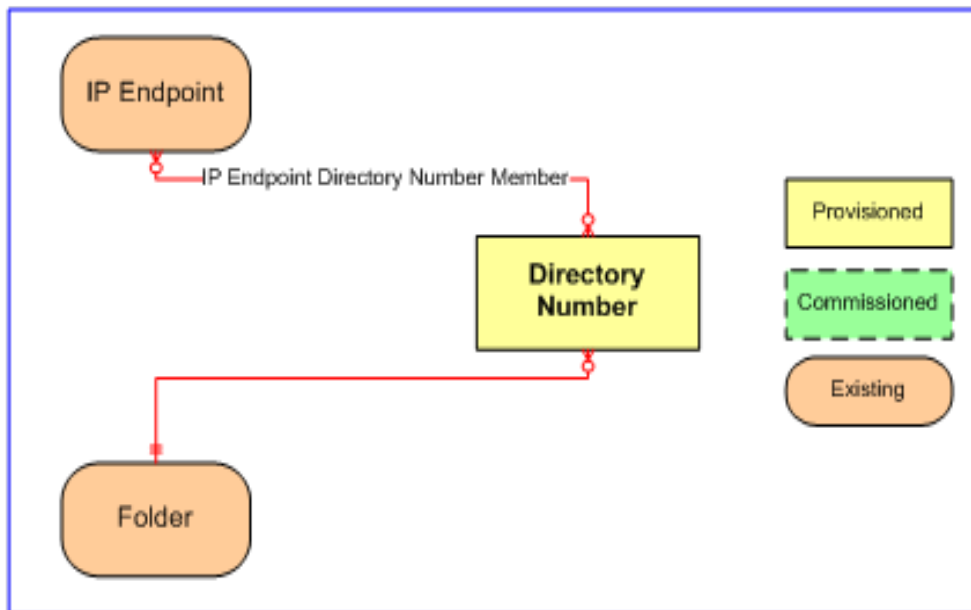 IP Endpoint
IP Endpoint Directory Number Member
Provisioned
Directory
Number
Commissioned
Existing
Folder